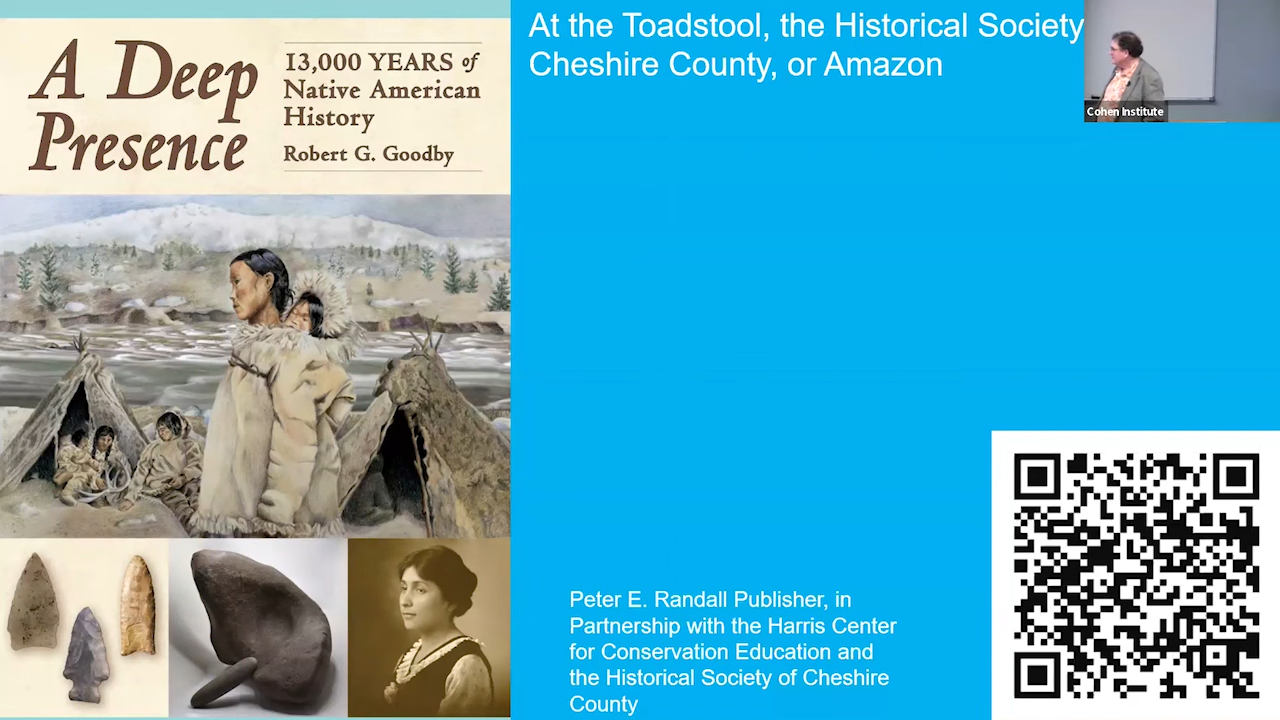 A Deep
Presence
13,000 YEARS of
Native American
History
Robert G. Goodby
At the Toadstool, the Historical Society
Cheshire County, or Amazon
Cohen Institute
Peter E. Randall Publisher, in
Partnership with the Harris Center
for Conservation Education and
the Historical Society of Cheshire
County